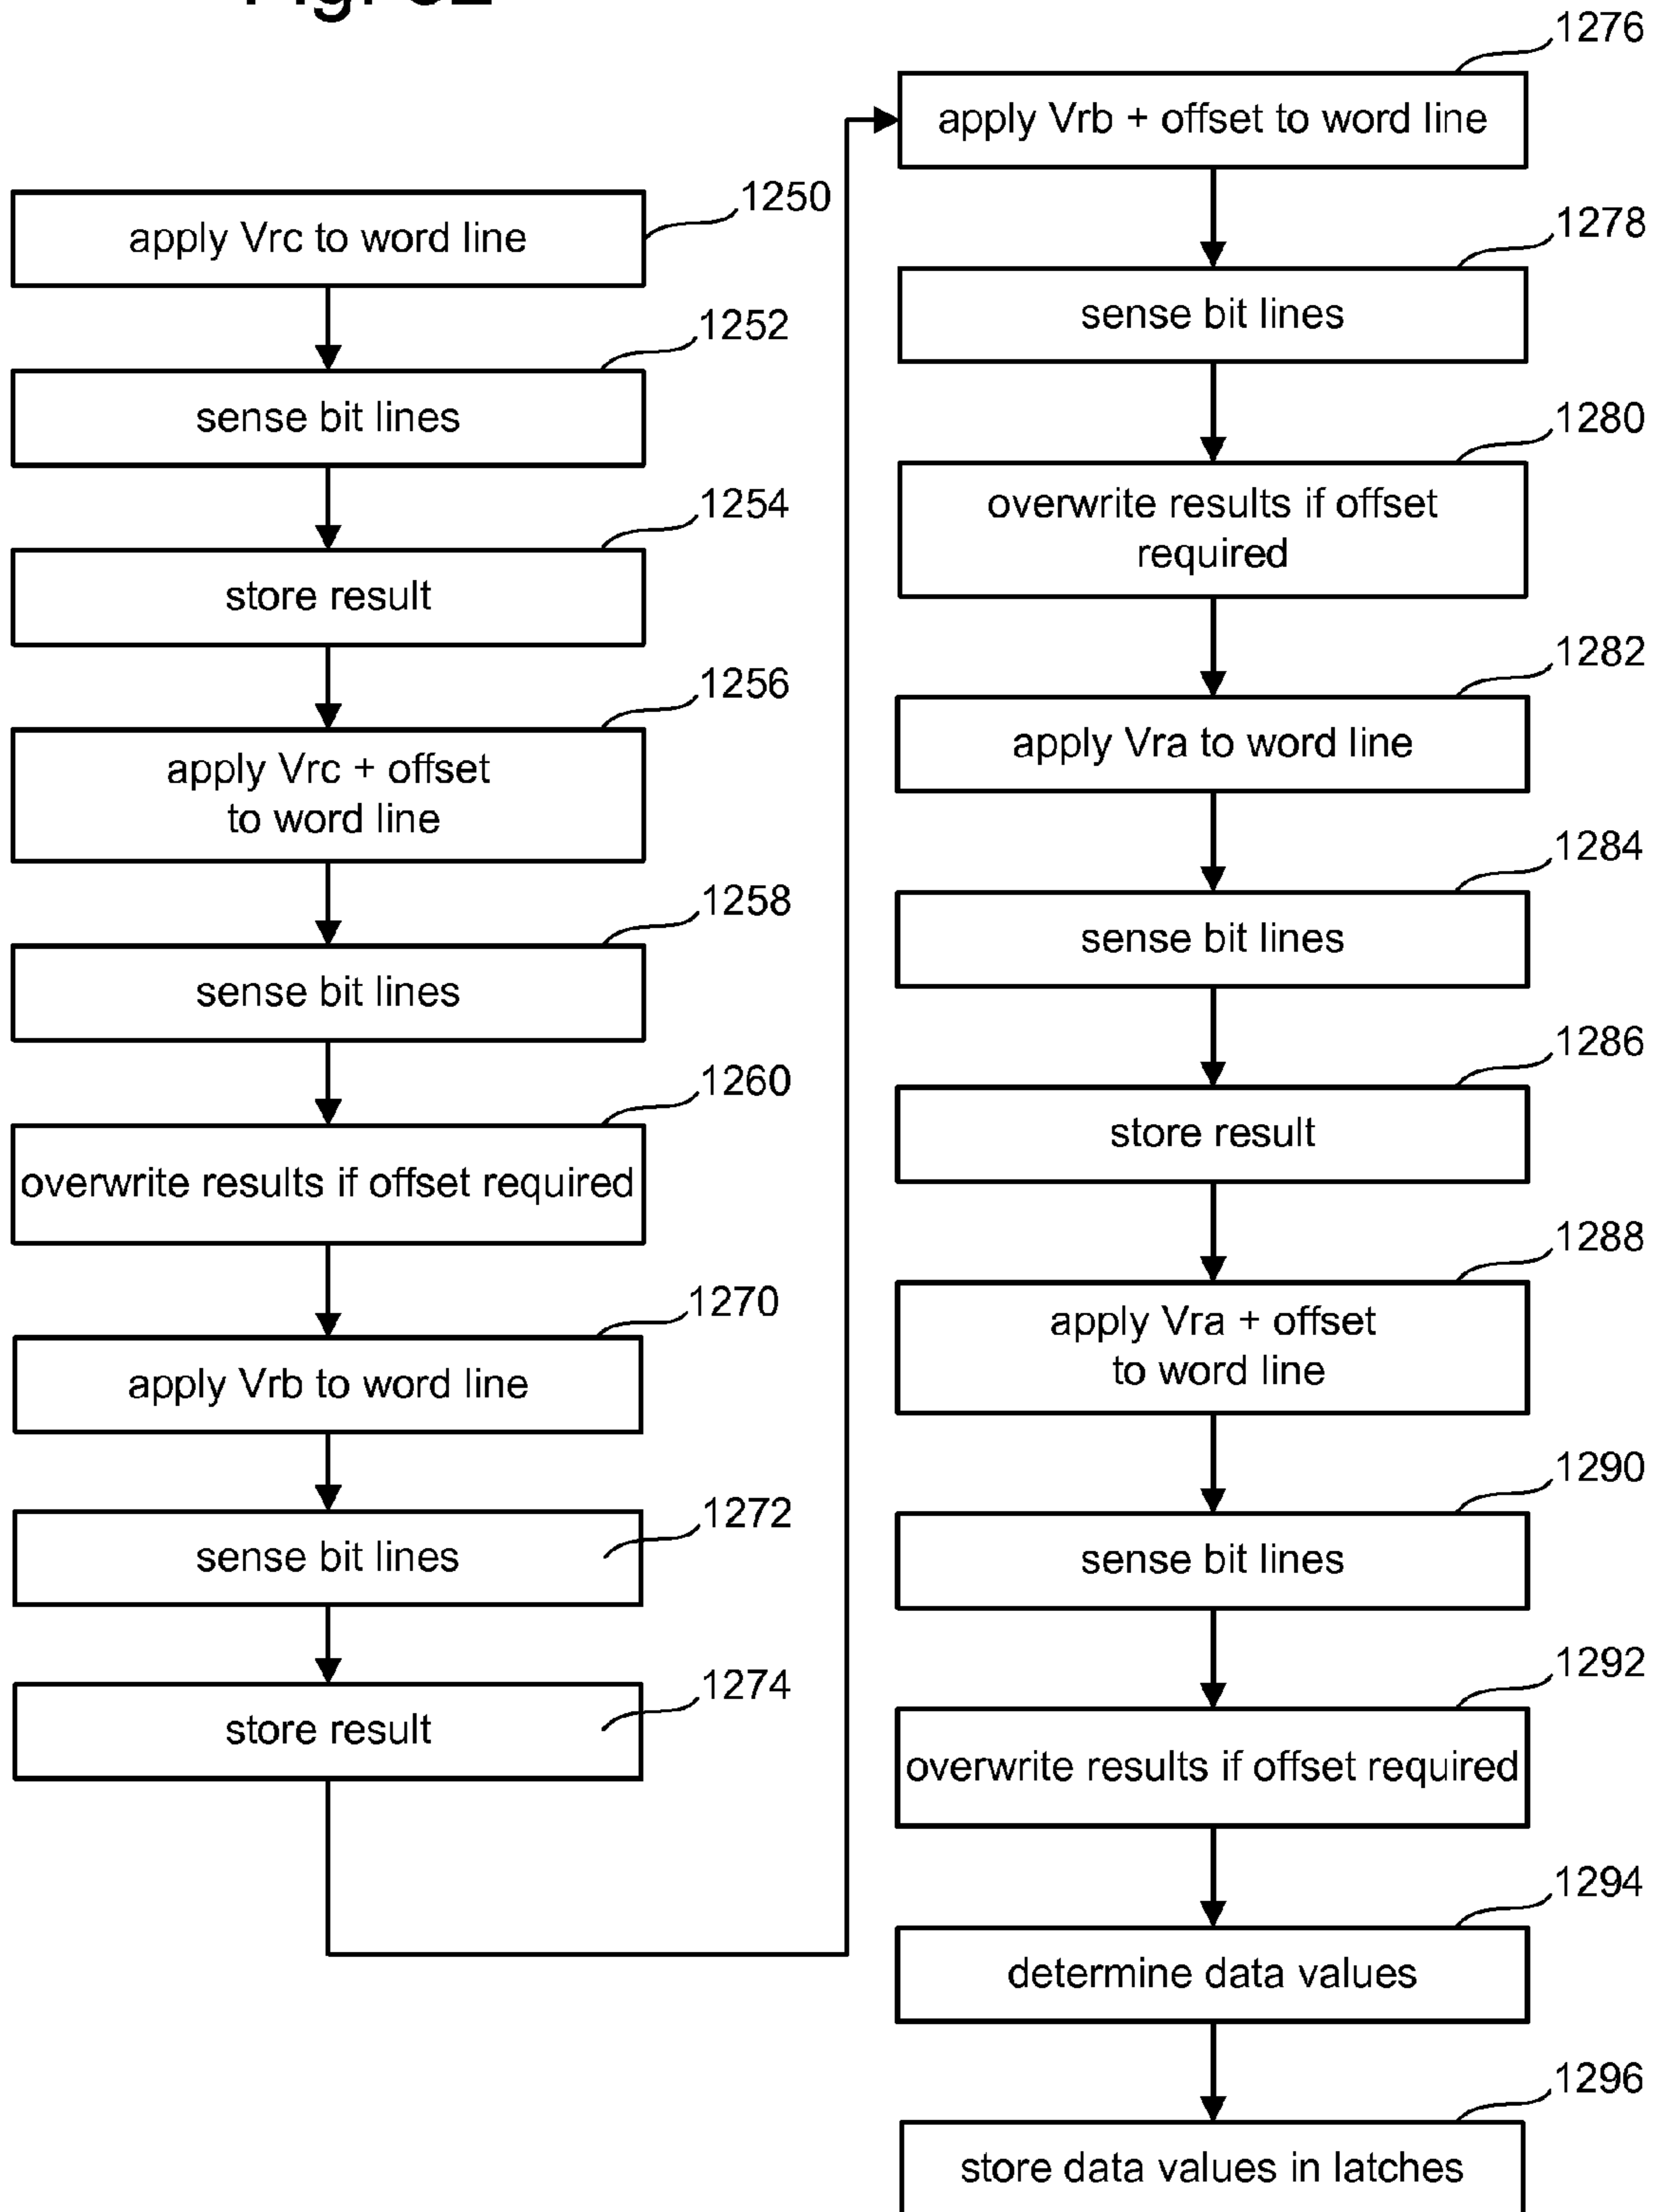 Fig.
apply Vrc to word line
1250
sense bit lines
1252
store result
1254
apply Vrc + offset
to word line
1256
sense bit lines
1258
overwrite results if offset required
1260
apply Vrb to word line
1270
sense bit lines
1272
store result
1274
apply Vrb + offset to word line
1276
sense bit lines
1278
overwrite results if offset
required
1280
apply Vra to word line
1282
sense bit lines
1284
store result
1286
apply Vra + offset
to word line
1288
sense bit lines
1290
overwrite results if offset required
1292
determine data values
1294
store data values in latches
1296